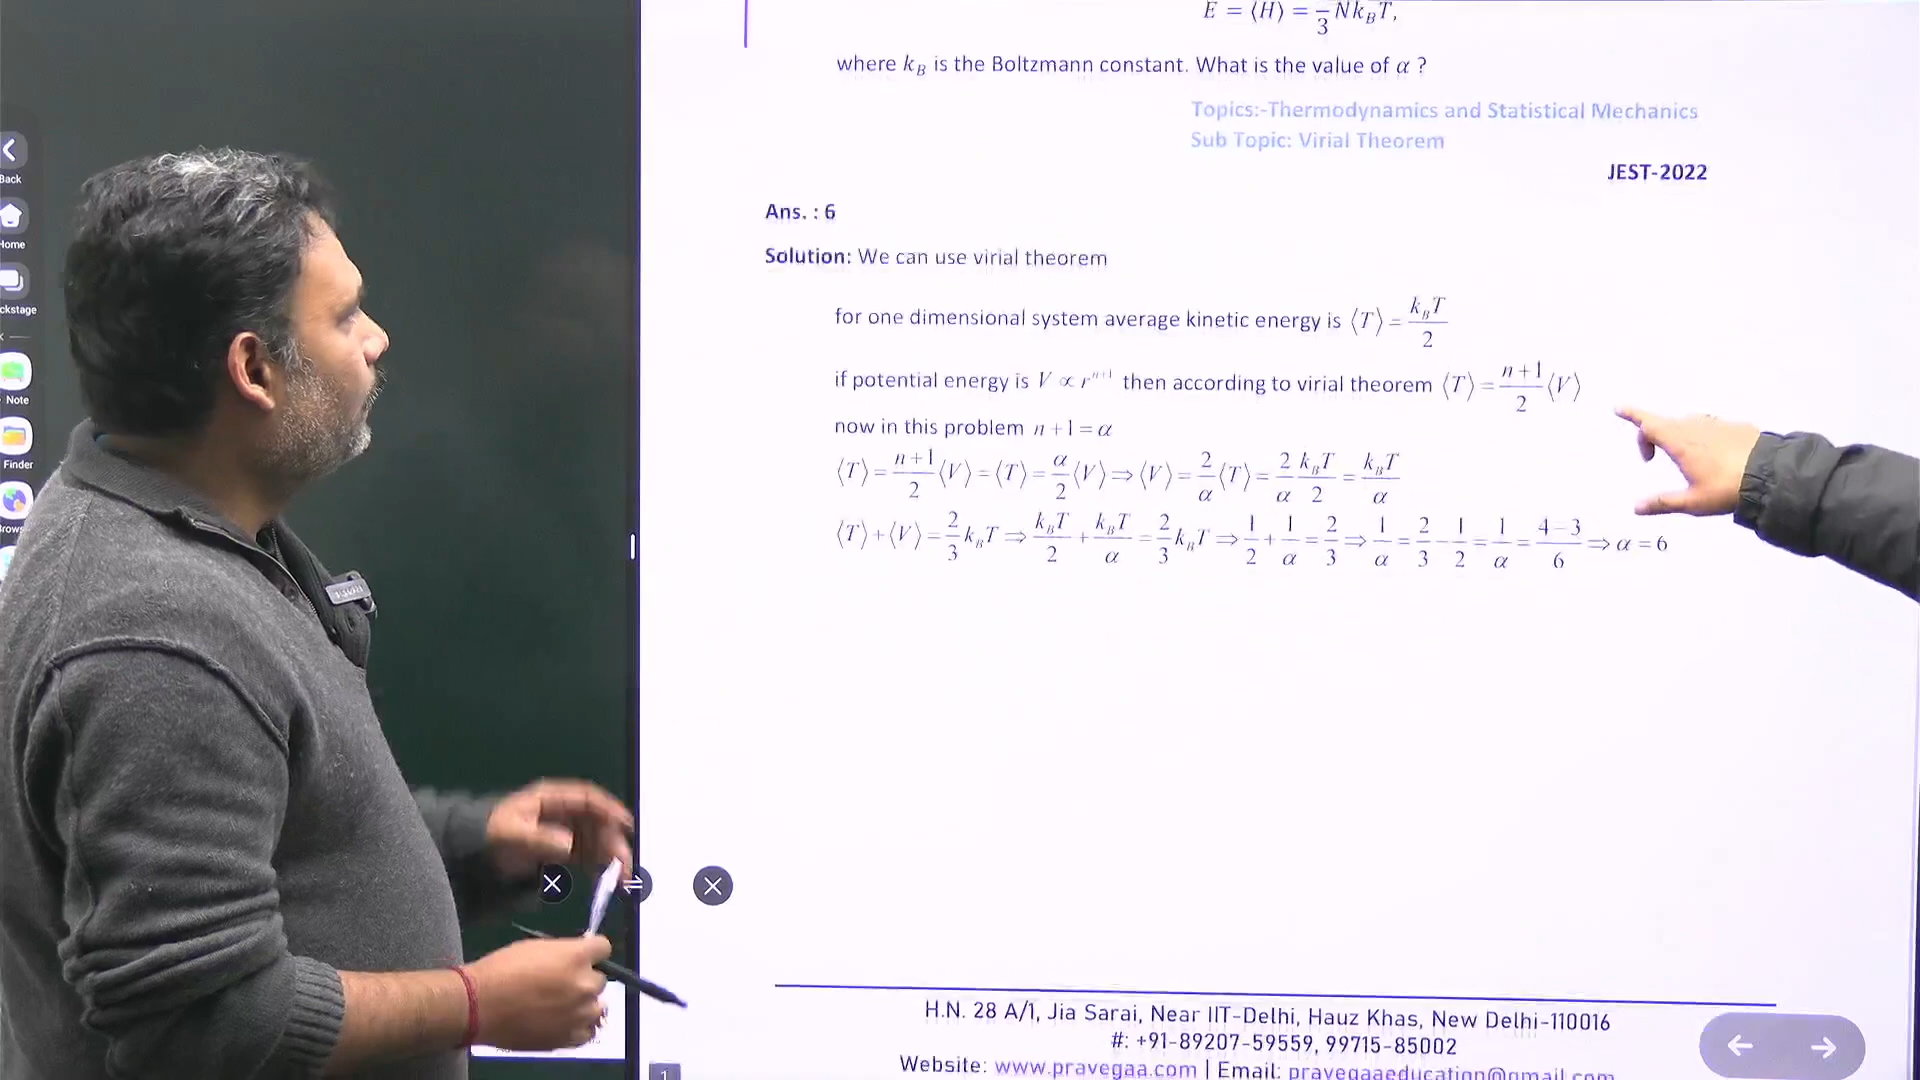 E = ⟨H⟩ = –/3 Nk_BT,
where k_B is the Boltzmann constant. What is the value of α ?
Topics:-Thermodynamics and Statistical Mechanics
Sub Topic: Virial Theorem
JEST-2022
Ans. : 6
Solution: We can use virial theorem
for one dimensional system average kinetic energy is ⟨T⟩ = k_BT/2
if potential energy is V ∝ r^{n+1} then according to virial theorem ⟨T⟩ = (n+1)/2 ⟨V⟩
now in this problem n+1 = α
⟨T⟩ = (n+1)/2 ⟨V⟩ = ⟨T⟩ = α/2 ⟨V⟩ ⇒ ⟨V⟩ = 2/α ⟨T⟩ = 2/α k_BT/2 = k_BT/α
⟨T⟩ + ⟨V⟩ = 2/3 k_BT ⇒ k_BT/2 + k_BT/α = 2/3 k_BT ⇒ 1/2 + 1/α = 2/3 ⇒ 1/α = 2/3 - 1/2 = 1/α = (4-3)/6 ⇒ α = 6
H.N. 28 A/1, Jia Sarai, Near IIT-Delhi, Hauz Khas, New Delhi-110016
#: +91-89207-59559, 99715-85002
Website: www.pravegaa.com | Email: pravegaaeducation@gmail.com
1
Back
Home
ckstage
Note
Finder
Brows